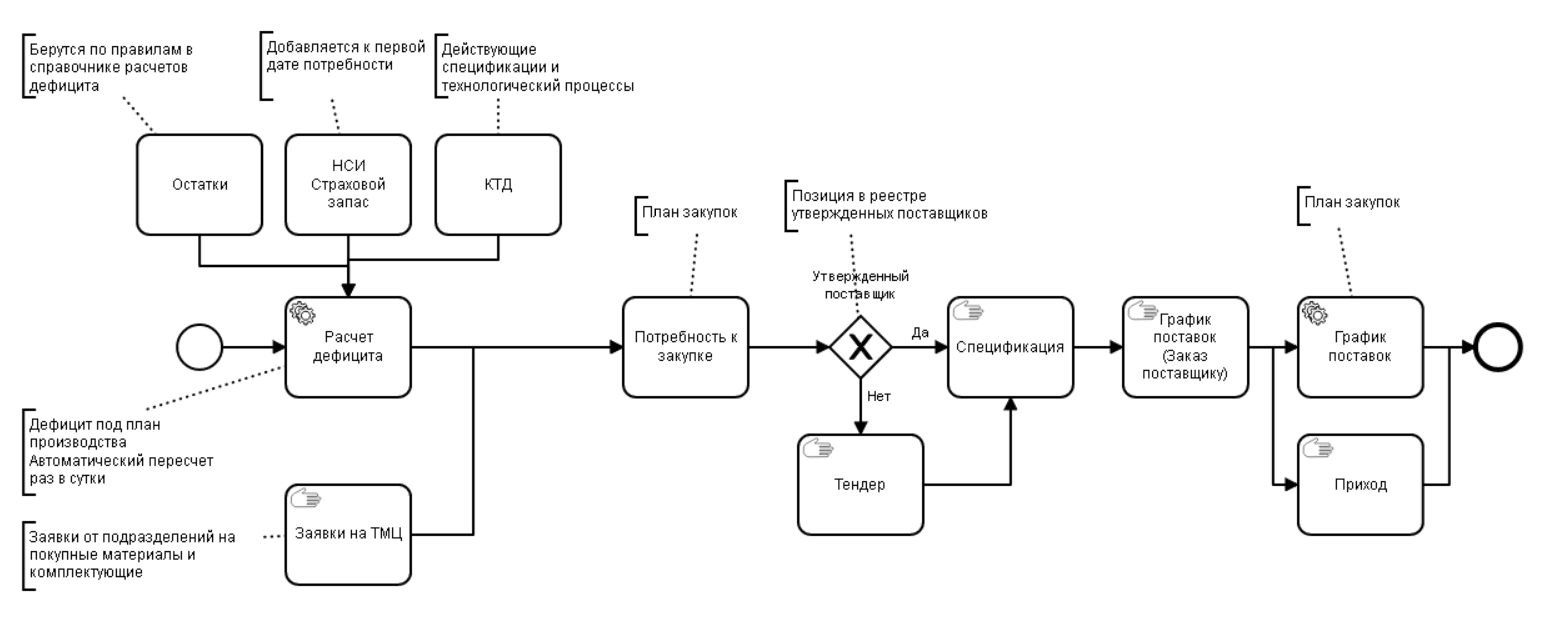 Берутся по правилам в
справочнике расчетов
дефицита
Добавляется к первой
дате потребности
Действующие
спецификации и
технологический процессы
Остатки
НСИ
Страховой
запас
КТД
План закупок
Позиция в реестре
утвержденных поставщиков
План закупок
Утвержденный
поставщик
Расчет
дефицита
Потребность к
закупке
Да
Спецификация
График
поставок
(Заказ
поставщику)
График
поставок
Нет
Дефицит под план
производства
Автоматический пересчет
раз в сутки
Тендер
Приход
Заявки от подразделений на
покупные материалы и
комплектующие
Заявки на ТМЦ